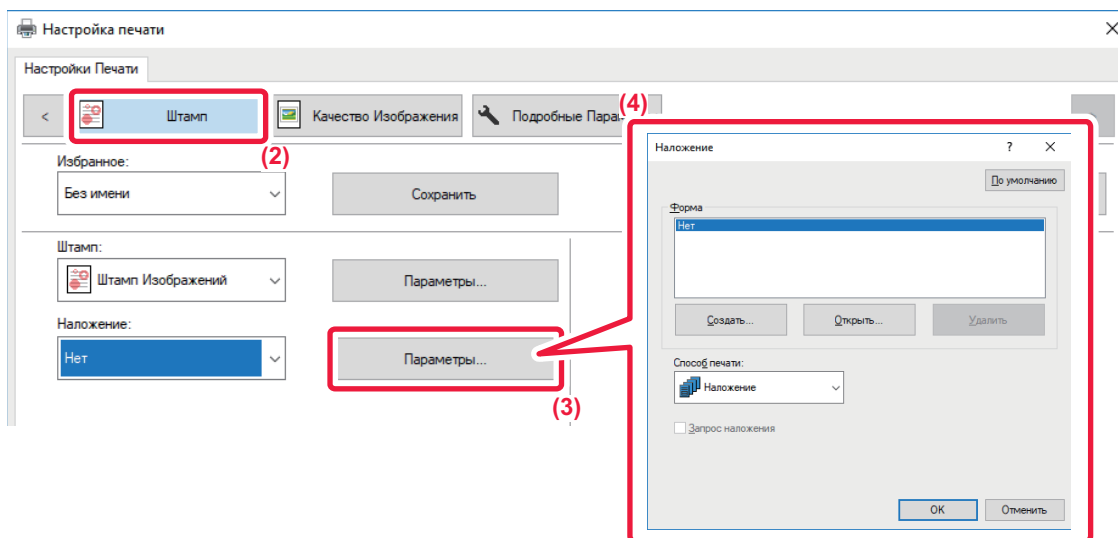 Настройка печати
Настройки Печати
<
Штамп
Качество Изображения
Подробные
(2)
(4)
Избранное:
Без имени
Сохранить
Штамп:
Штамп Изображений
Параметры...
Наложение:
Нет
Параметры...
(3)
Наложение
?
По умолчанию
Форма
Нет
Создать...
Открыть...
Удалить
Способ печати:
Наложение
Запрос наложения
OK
Отменить